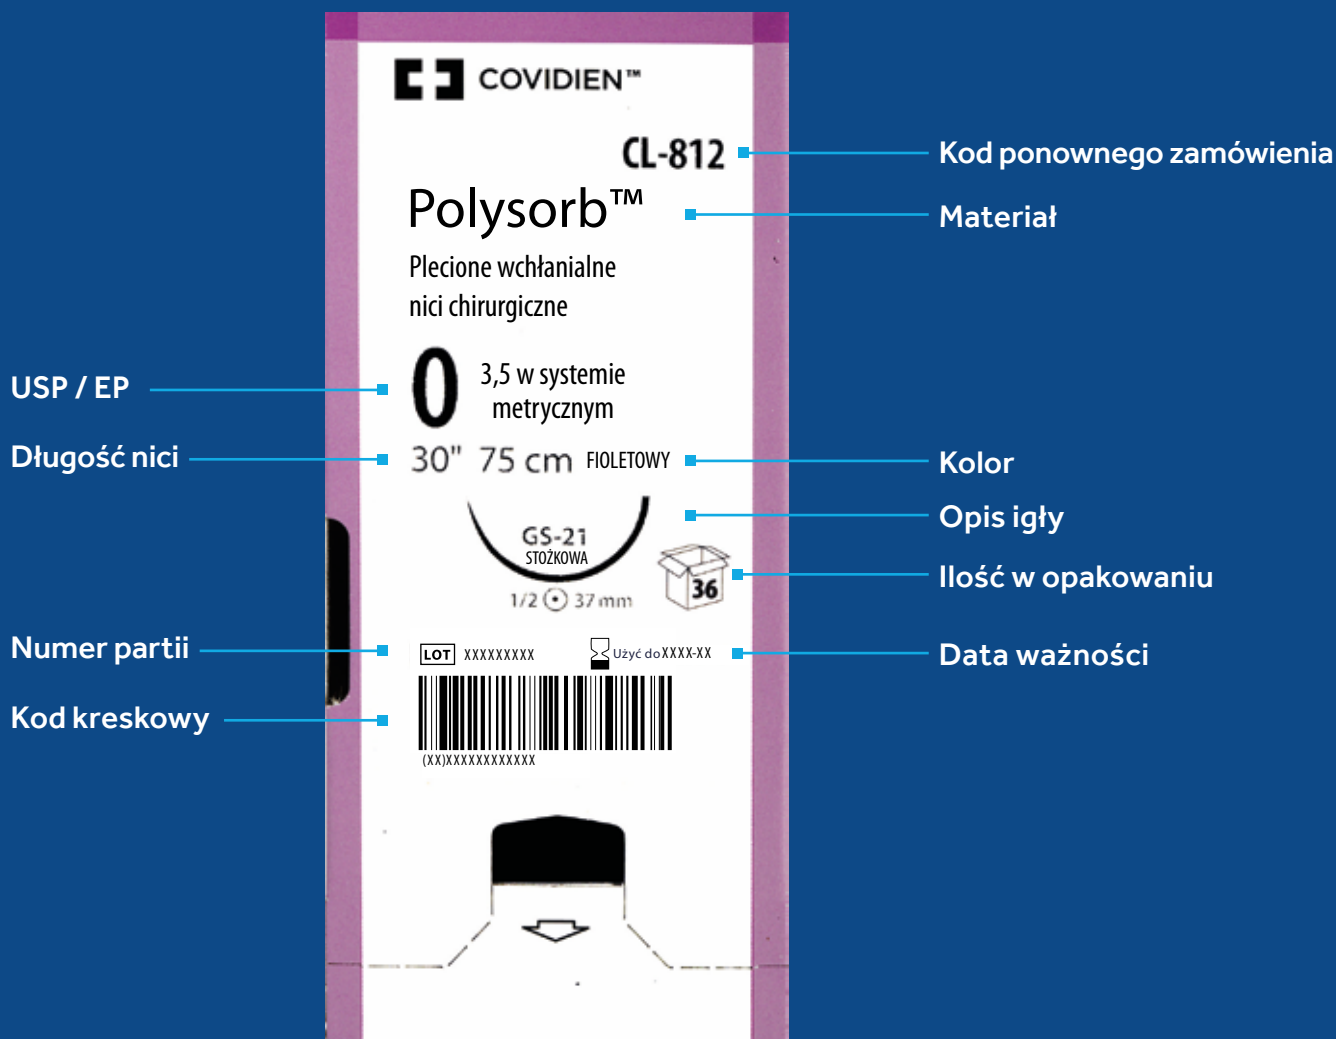 COVIDIEN™
CL-812
Kod ponownego zamówienia
Polysorb™
Materiał
Plecione wchłanialne
nici chirurgiczne
USP / EP
0
3,5 w systemie
metrycznym
Długość nici
30" 75 cm FIOLETOWY
Kolor
Opis igły
GS-21
STOŻKOWA
36
Ilość w opakowaniu
1/2 37 mm
Numer partii
LOT XXXXXXXXX
Użyć do XXXX-XX
Data ważności
Kod kreskowy
(XX)XXXXXXXXXXXXX